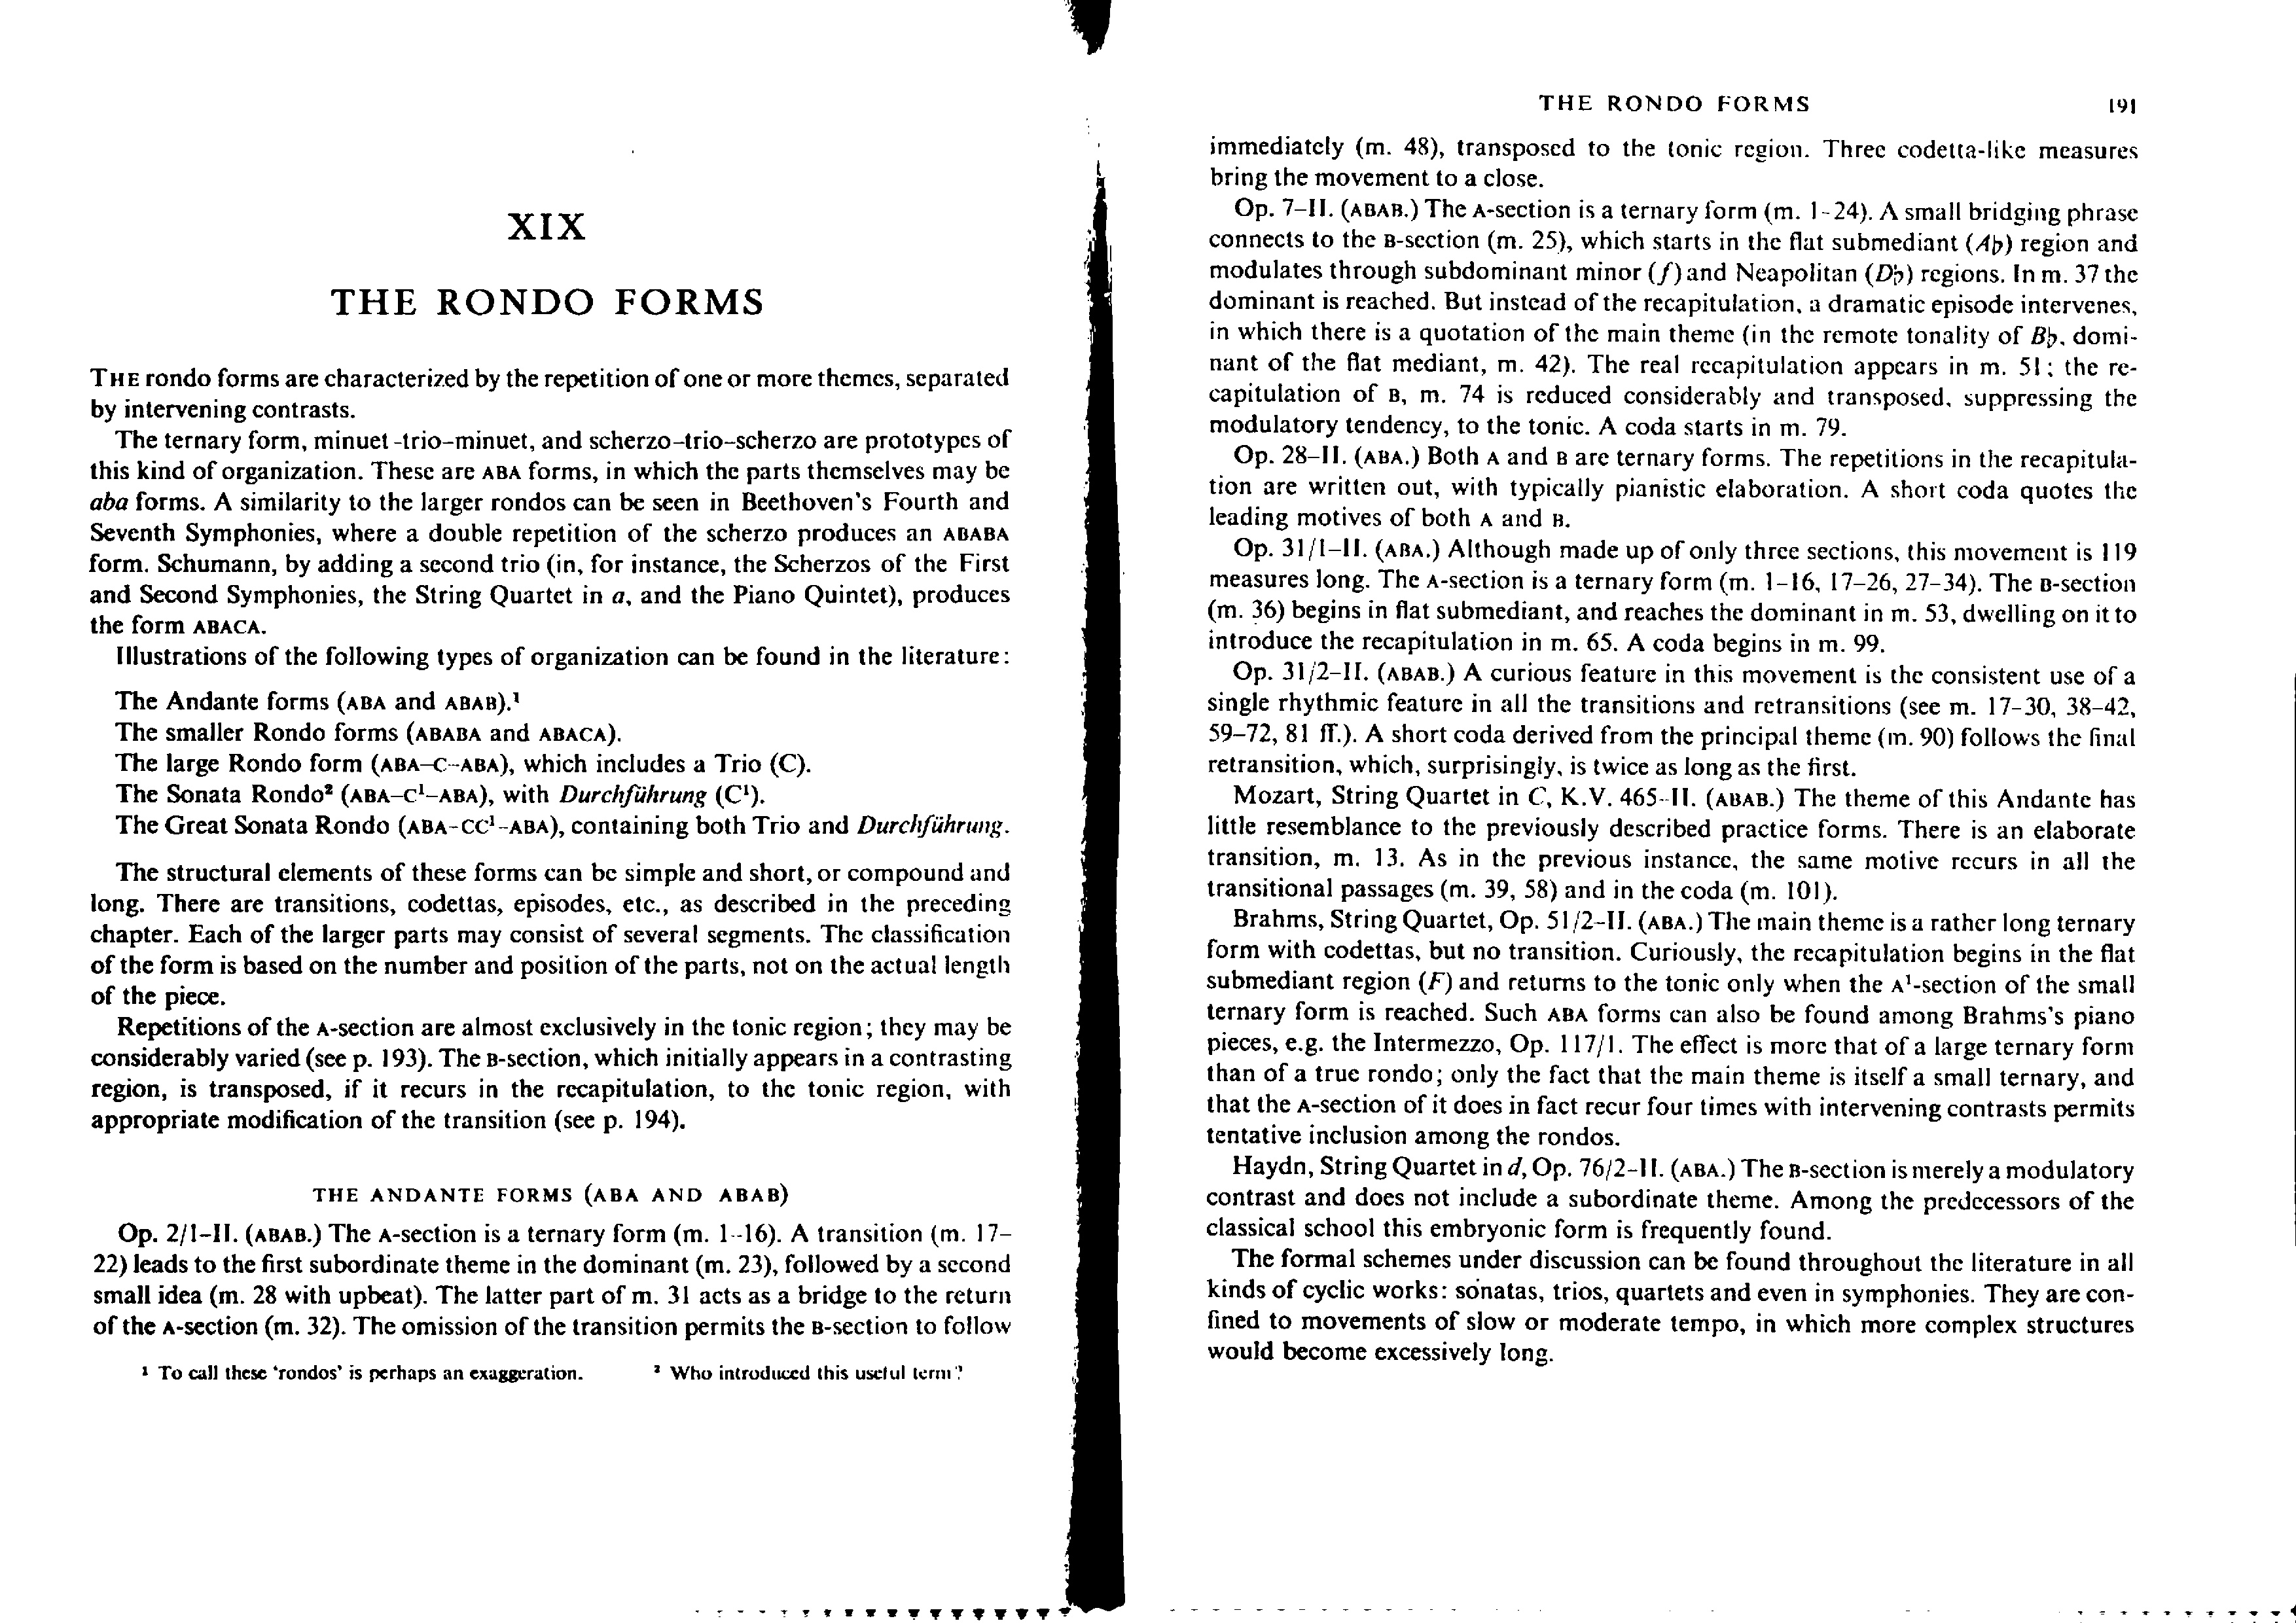 XIX
THE RONDO FORMS
THE rondo forms are characterized by the repetition of one or more themes, separated
by intervening contrasts.
The ternary form, minuet-trio–minuet, and scherzo–trio–scherzo are prototypes of
this kind of organization. These are ABA forms, in which the parts themselves may be
aba forms. A similarity to the larger rondos can be seen in Beethoven's Fourth and
Seventh Symphonies, where a double repetition of the scherzo produces an ABABA
form. Schumann, by adding a second trio (in, for instance, the Scherzos of the First
and Second Symphonies, the String Quartet in a, and the Piano Quintet), produces
the form ABACA.
Illustrations of the following types of organization can be found in the literature:
The Andante forms (ABA and ABAB).¹
The smaller Rondo forms (ABABA and ABACA).
The large Rondo form (ABA–C–ABA), which includes a Trio (C).
The Sonata Rondo² (ABA–C¹–ABA), with Durchführung (C¹).
The Great Sonata Rondo (ABA–CC¹–ABA), containing both Trio and Durchführung.
The structural elements of these forms can be simple and short, or compound and
long. There are transitions, codettas, episodes, etc., as described in the preceding
chapter. Each of the larger parts may consist of several segments. The classification
of the form is based on the number and position of the parts, not on the actual length
of the piece.
Repetitions of the A-section are almost exclusively in the tonic region; they may be
considerably varied (see p. 193). The B-section, which initially appears in a contrasting
region, is transposed, if it recurs in the recapitulation, to the tonic region, with
appropriate modification of the transition (see p. 194).
THE ANDANTE FORMS (ABA AND ABAB)
Op. 2/1–II. (ABAB.) The A-section is a ternary form (m. 1–16). A transition (m. 17–
22) leads to the first subordinate theme in the dominant (m. 23), followed by a second
small idea (m. 28 with upbeat). The latter part of m. 31 acts as a bridge to the return
of the A-section (m. 32). The omission of the transition permits the B-section to follow
¹ To call these 'rondos' is perhaps an exaggeration. ² Who introduced this useful term?
THE RONDO FORMS 191
immediately (m. 48), transposed to the tonic region. Three codetta-like measures
bring the movement to a close.
Op. 7–II. (ABAB.) The A-section is a ternary form (m. 1–24). A small bridging phrase
connects to the B-section (m. 25), which starts in the flat submediant (A♭) region and
modulates through subdominant minor (f) and Neapolitan (D♭) regions. In m. 37 the
dominant is reached. But instead of the recapitulation, a dramatic episode intervenes,
in which there is a quotation of the main theme (in the remote tonality of B♭, domi-
nant of the flat mediant, m. 42). The real recapitulation appears in m. 51; the re-
capitulation of B, m. 74 is reduced considerably and transposed, suppressing the
modulatory tendency, to the tonic. A coda starts in m. 79.
Op. 28–II. (ABA.) Both A and B are ternary forms. The repetitions in the recapitula-
tion are written out, with typically pianistic elaboration. A short coda quotes the
leading motives of both A and B.
Op. 31/1–II. (ABA.) Although made up of only three sections, this movement is 119
measures long. The A-section is a ternary form (m. 1–16, 17–26, 27–34). The B-section
(m. 36) begins in flat submediant, and reaches the dominant in m. 53, dwelling on it to
introduce the recapitulation in m. 65. A coda begins in m. 99.
Op. 31/2–II. (ABAB.) A curious feature in this movement is the consistent use of a
single rhythmic feature in all the transitions and retransitions (see m. 17–30, 38–42,
59–72, 81 ff.). A short coda derived from the principal theme (m. 90) follows the final
retransition, which, surprisingly, is twice as long as the first.
Mozart, String Quartet in C, K.V. 465–II. (ABAB.) The theme of this Andante has
little resemblance to the previously described practice forms. There is an elaborate
transition, m. 13. As in the previous instance, the same motive recurs in all the
transitional passages (m. 39, 58) and in the coda (m. 101).
Brahms, String Quartet, Op. 51/2–II. (ABA.) The main theme is a rather long ternary
form with codettas, but no transition. Curiously, the recapitulation begins in the flat
submediant region (F) and returns to the tonic only when the A¹-section of the small
ternary form is reached. Such ABA forms can also be found among Brahms's piano
pieces, e.g. the Intermezzo, Op. 117/1. The effect is more that of a large ternary form
than of a true rondo; only the fact that the main theme is itself a small ternary, and
that the A-section of it does in fact recur four times with intervening contrasts permits
tentative inclusion among the rondos.
Haydn, String Quartet in d, Op. 76/2–II. (ABA.) The B-section is merely a modulatory
contrast and does not include a subordinate theme. Among the predecessors of the
classical school this embryonic form is frequently found.
The formal schemes under discussion can be found throughout the literature in all
kinds of cyclic works: sonatas, trios, quartets and even in symphonies. They are con-
fined to movements of slow or moderate tempo, in which more complex structures
would become excessively long.